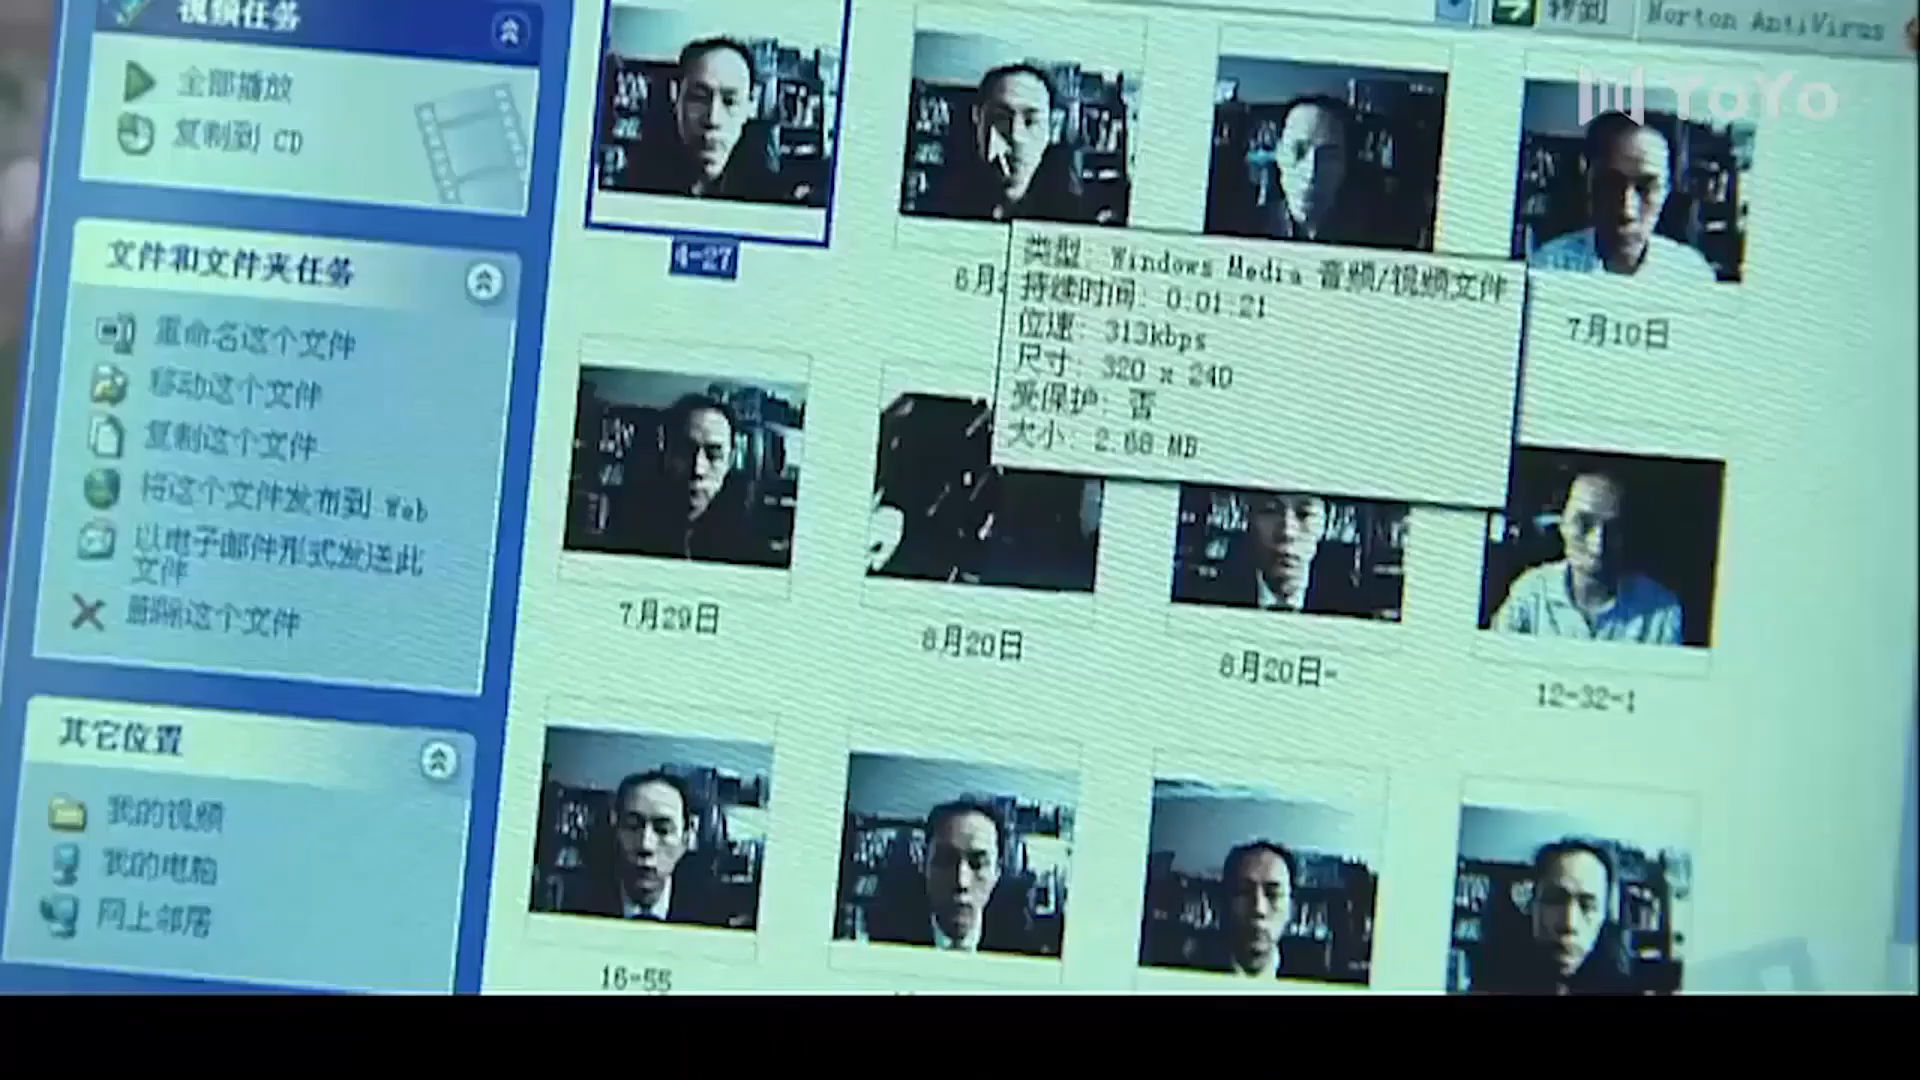 视频任务
转到
Norton AntiVirus
YoYo
全部播放
复制到 CD
文件和文件夹任务
重命名这个文件
移动这个文件
复制这个文件
将这个文件发布到 Web
以电子邮件形式发送此
文件
删除这个文件
其它位置
我的视频
我的电脑
网上邻居
4-27
6月
类型: Windows Media 音频/视频文件
持续时间: 0:01:21
位速: 313kbps
尺寸: 320 x 240
受保护: 否
大小: 2.68 MB
7月10日
7月29日
8月20日
8月20日-
12-32-1
16-55